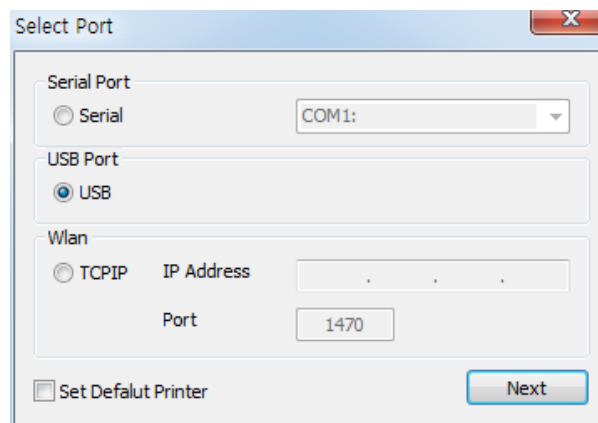 Select Port
Serial Port
Serial COM1:
USB Port
USB
Wlan
TCPIP IP Address . . .
Port 1470
Set Defalut Printer Next